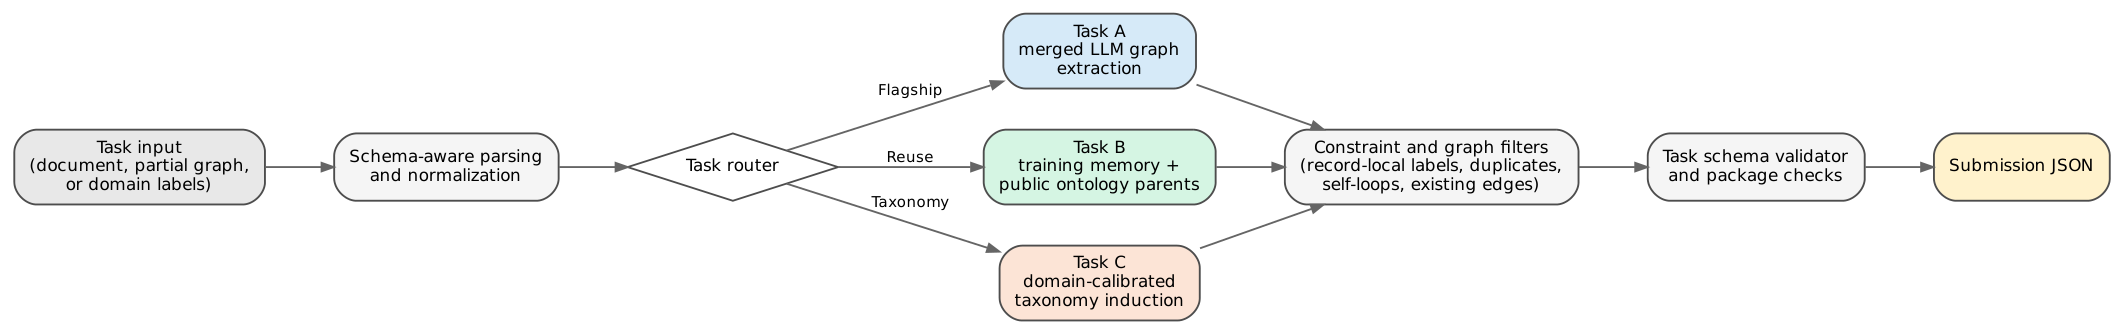 Task input
(document, partial graph,
or domain labels)
Schema-aware parsing
and normalization
Task router
Flagship
Reuse
Taxonomy
Task A
merged LLM graph
extraction
Task B
training memory +
public ontology parents
Task C
domain-calibrated
taxonomy induction
Constraint and graph filters
(record-local labels, duplicates,
self-loops, existing edges)
Task schema validator
and package checks
Submission JSON